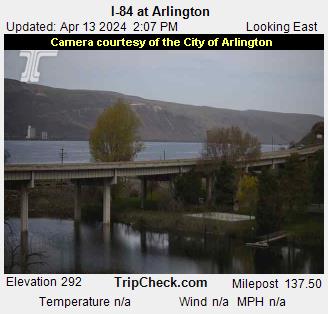 I-84 at Arlington
Updated: Apr 13 2024 2:07 PM Looking East
Camera courtesy of the City of Arlington
Elevation 292 TripCheck.com Milepost 137.50
Temperature n/a Wind n/a MPH n/a